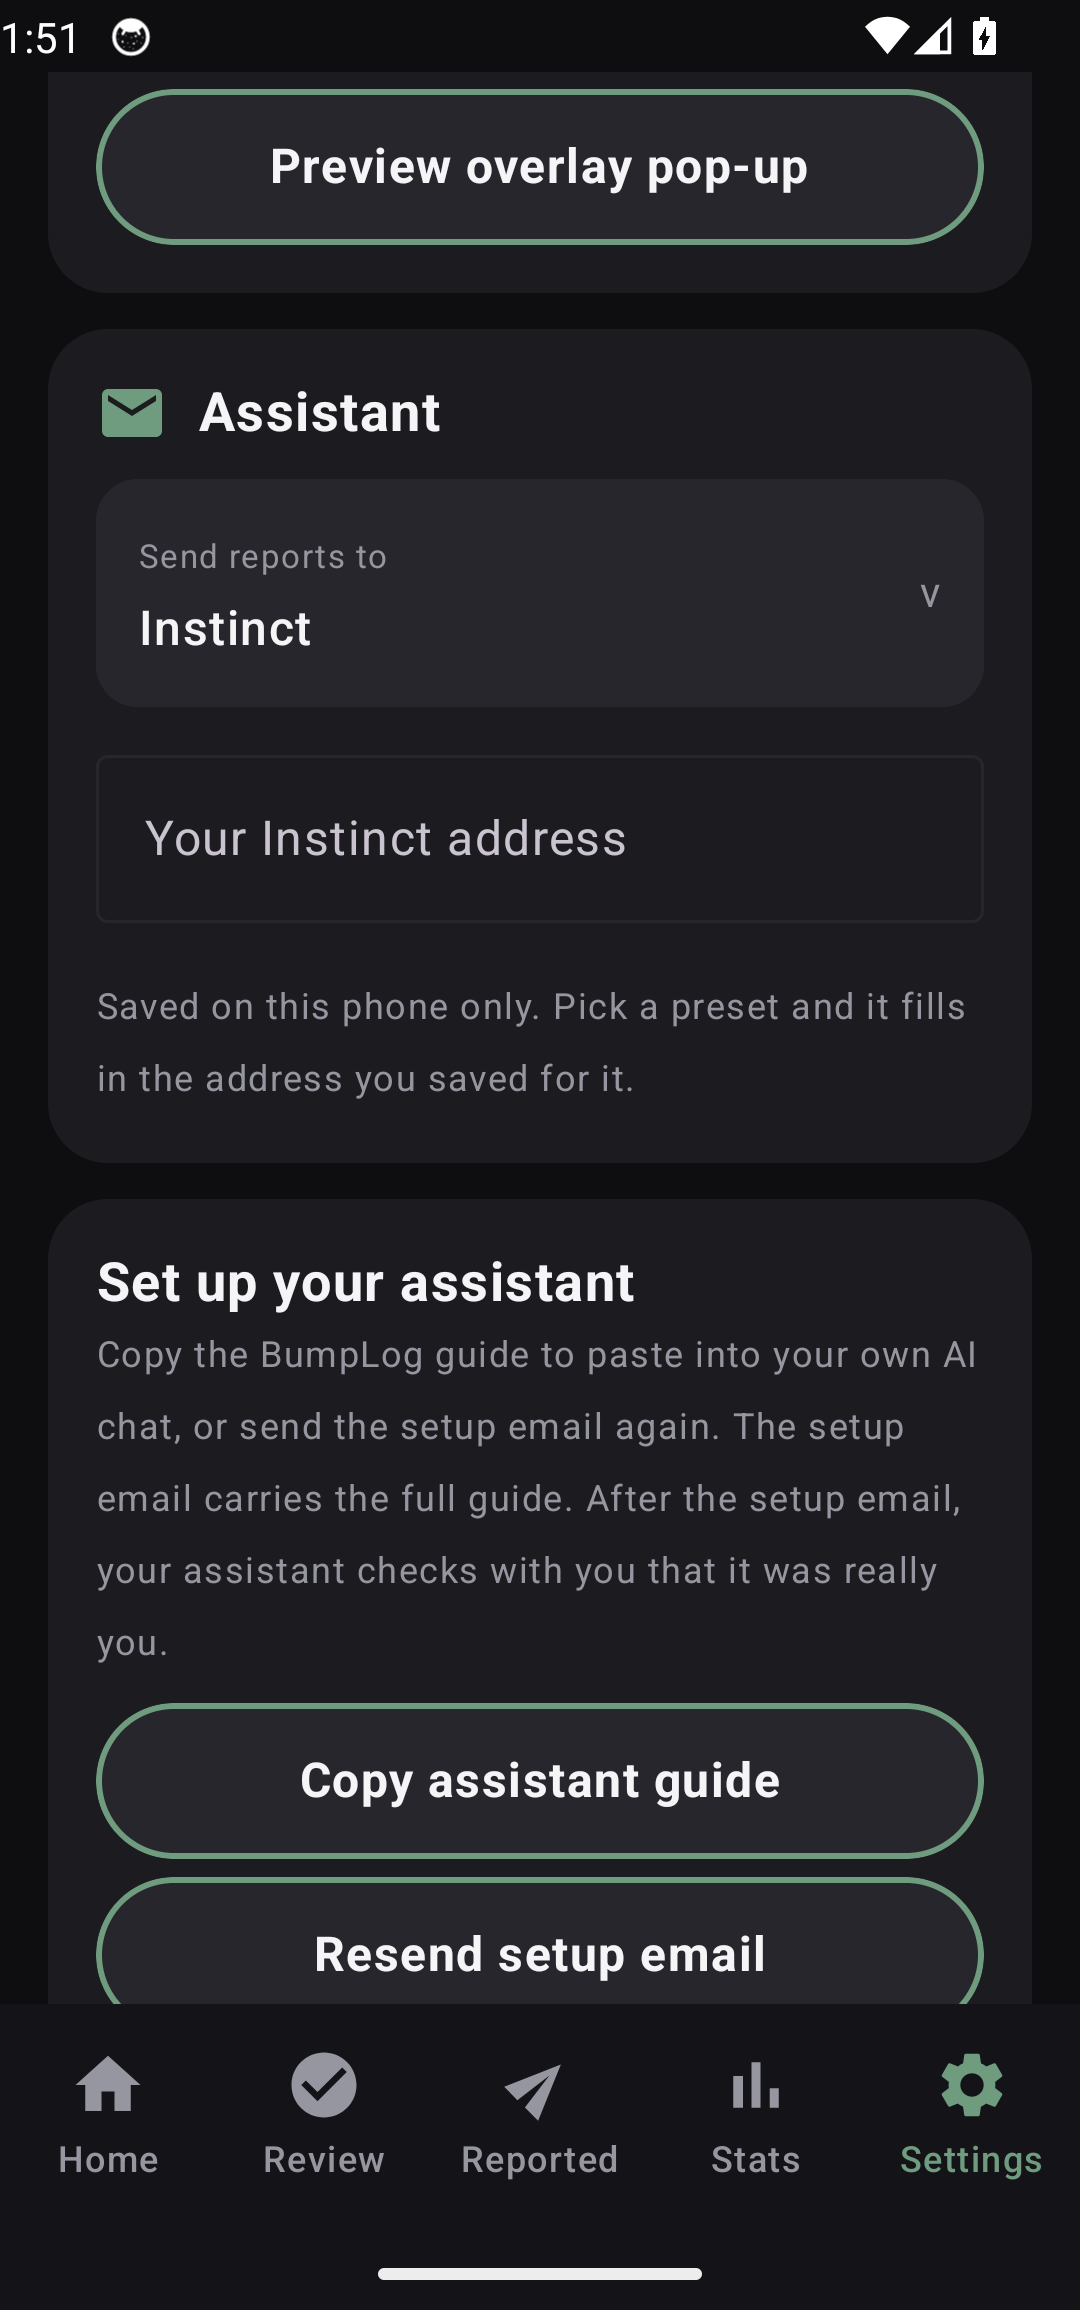 1:51
Preview overlay pop-up
Assistant
Send reports to
Instinct
v
Your Instinct address
Saved on this phone only. Pick a preset and it fills
in the address you saved for it.
Set up your assistant
Copy the BumpLog guide to paste into your own AI
chat, or send the setup email again. The setup
email carries the full guide. After the setup email,
your assistant checks with you that it was really
you.
Copy assistant guide
Resend setup email
Home
Review
Reported
Stats
Settings